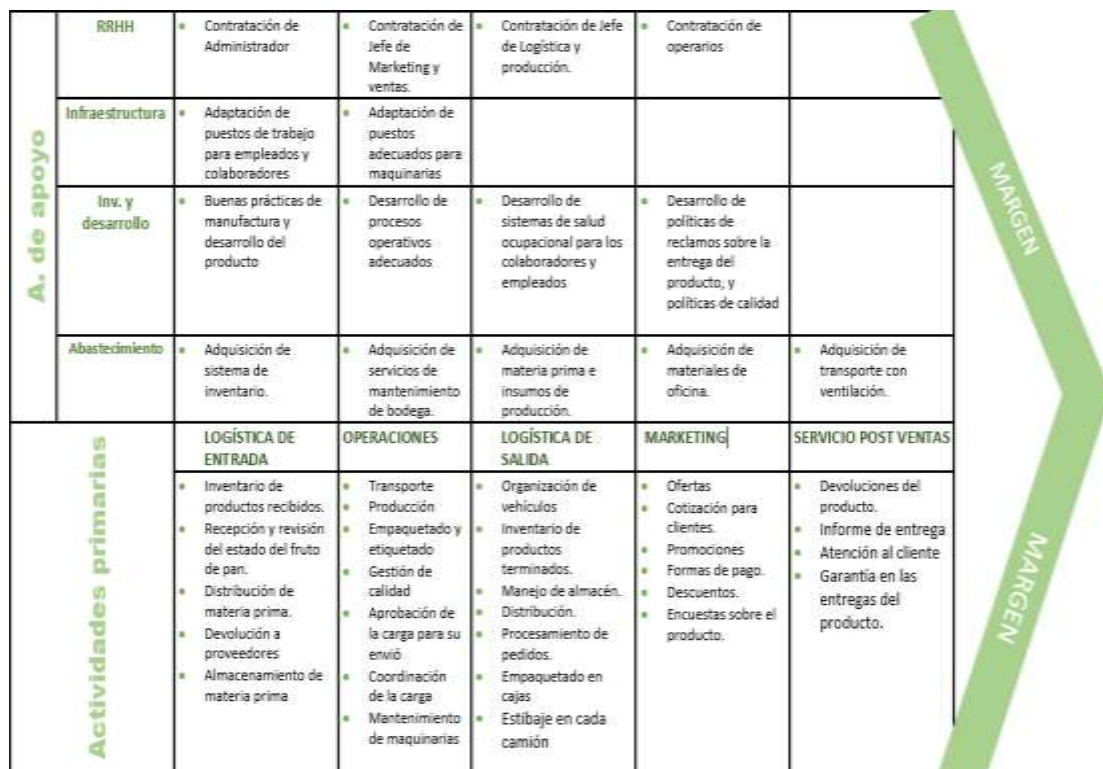 A. de apoyo
RRHH
• Contratación de
Administrador
• Contratación de
Jefe de
Marketing y
ventas.
• Contratación de Jefe
de Logística y
producción.
• Contratación de
operarios
Infraestructura
• Adaptación de
puestos de trabajo
para empleados y
colaboradores
• Adaptación de
puestos
adecuados para
maquinarias
Inv. y
desarrollo
• Buenas prácticas de
manufactura y
desarrollo del
producto
• Desarrollo de
procesos
operativos
adecuados
• Desarrollo de
sistemas de salud
ocupacional para los
colaboradores y
empleados
• Desarrollo de
políticas de
reclamos sobre la
entrega del
producto, y
políticas de calidad
Abastecimiento
• Adquisición de
sistema de
inventario.
• Adquisición de
servicios de
mantenimiento
de bodega.
• Adquisición de
materia prima e
insumos de
producción.
• Adquisición de
materiales de
oficina.
• Adquisición de
transporte con
ventilación.
Actividades primarias
LOGÍSTICA DE
ENTRADA
OPERACIONES
LOGÍSTICA DE
SALIDA
MARKETING
SERVICIO POST VENTAS
• Inventario de
productos recibidos.
• Recepción y revisión
del estado del fruto
de pan.
• Distribución de
materia prima.
• Devolución a
proveedores
• Almacenamiento de
materia prima
• Transporte
• Producción
• Empaquetado y
etiquetado
• Gestión de
calidad
• Aprobación de
la carga para su
envió
• Coordinación
de la carga
• Mantenimiento
de maquinarias
• Organización de
vehículos
• Inventario de
productos
terminados.
• Manejo de almacén.
• Distribución.
• Procesamiento de
pedidos.
• Empaquetado en
cajas
• Estibaje en cada
camión
• Ofertas
• Cotización para
clientes.
• Promociones
• Formas de pago.
• Descuentos.
• Encuestas sobre el
producto.
• Devoluciones del
producto.
• Informe de entrega
• Atención al cliente
• Garantía en las
entregas del
producto.
MARGEN
MARGEN